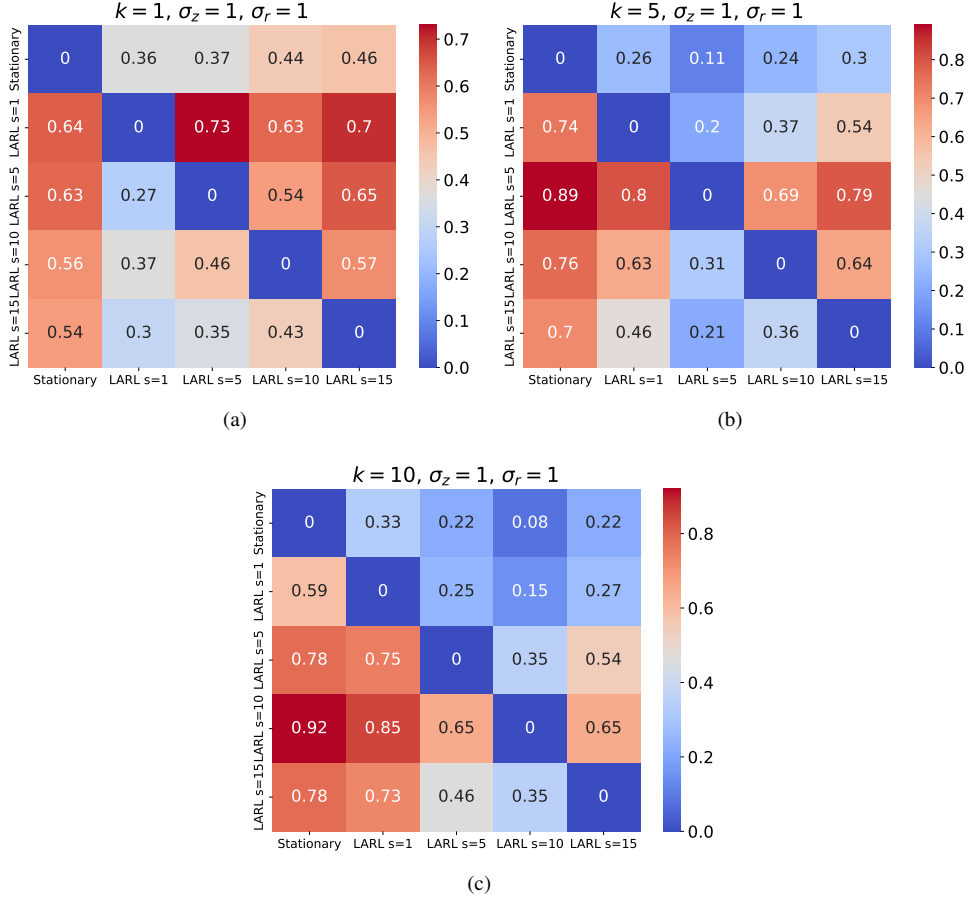 k = 1, σ_z = 1, σ_r = 1
Stationary 0 0.36 0.37 0.44 0.46
LARL s=1 0.64 0 0.73 0.63 0.7
LARL s=5 0.63 0.27 0 0.54 0.65
LARL s=10 0.56 0.37 0.46 0 0.57
LARL s=15 0.54 0.3 0.35 0.43 0
Stationary LARL s=1 LARL s=5 LARL s=10 LARL s=15
0.7
0.6
0.5
0.4
0.3
0.2
0.1
0.0
(a)
k = 5, σ_z = 1, σ_r = 1
Stationary 0 0.26 0.11 0.24 0.3
LARL s=1 0.74 0 0.2 0.37 0.54
LARL s=5 0.89 0.8 0 0.69 0.79
LARL s=10 0.76 0.63 0.31 0 0.64
LARL s=15 0.7 0.46 0.21 0.36 0
Stationary LARL s=1 LARL s=5 LARL s=10 LARL s=15
0.8
0.7
0.6
0.5
0.4
0.3
0.2
0.1
0.0
(b)
k = 10, σ_z = 1, σ_r = 1
Stationary 0 0.33 0.22 0.08 0.22
LARL s=1 0.59 0 0.25 0.15 0.27
LARL s=5 0.78 0.75 0 0.35 0.54
LARL s=10 0.92 0.85 0.65 0 0.65
LARL s=15 0.78 0.73 0.46 0.35 0
Stationary LARL s=1 LARL s=5 LARL s=10 LARL s=15
0.8
0.6
0.4
0.2
0.0
(c)